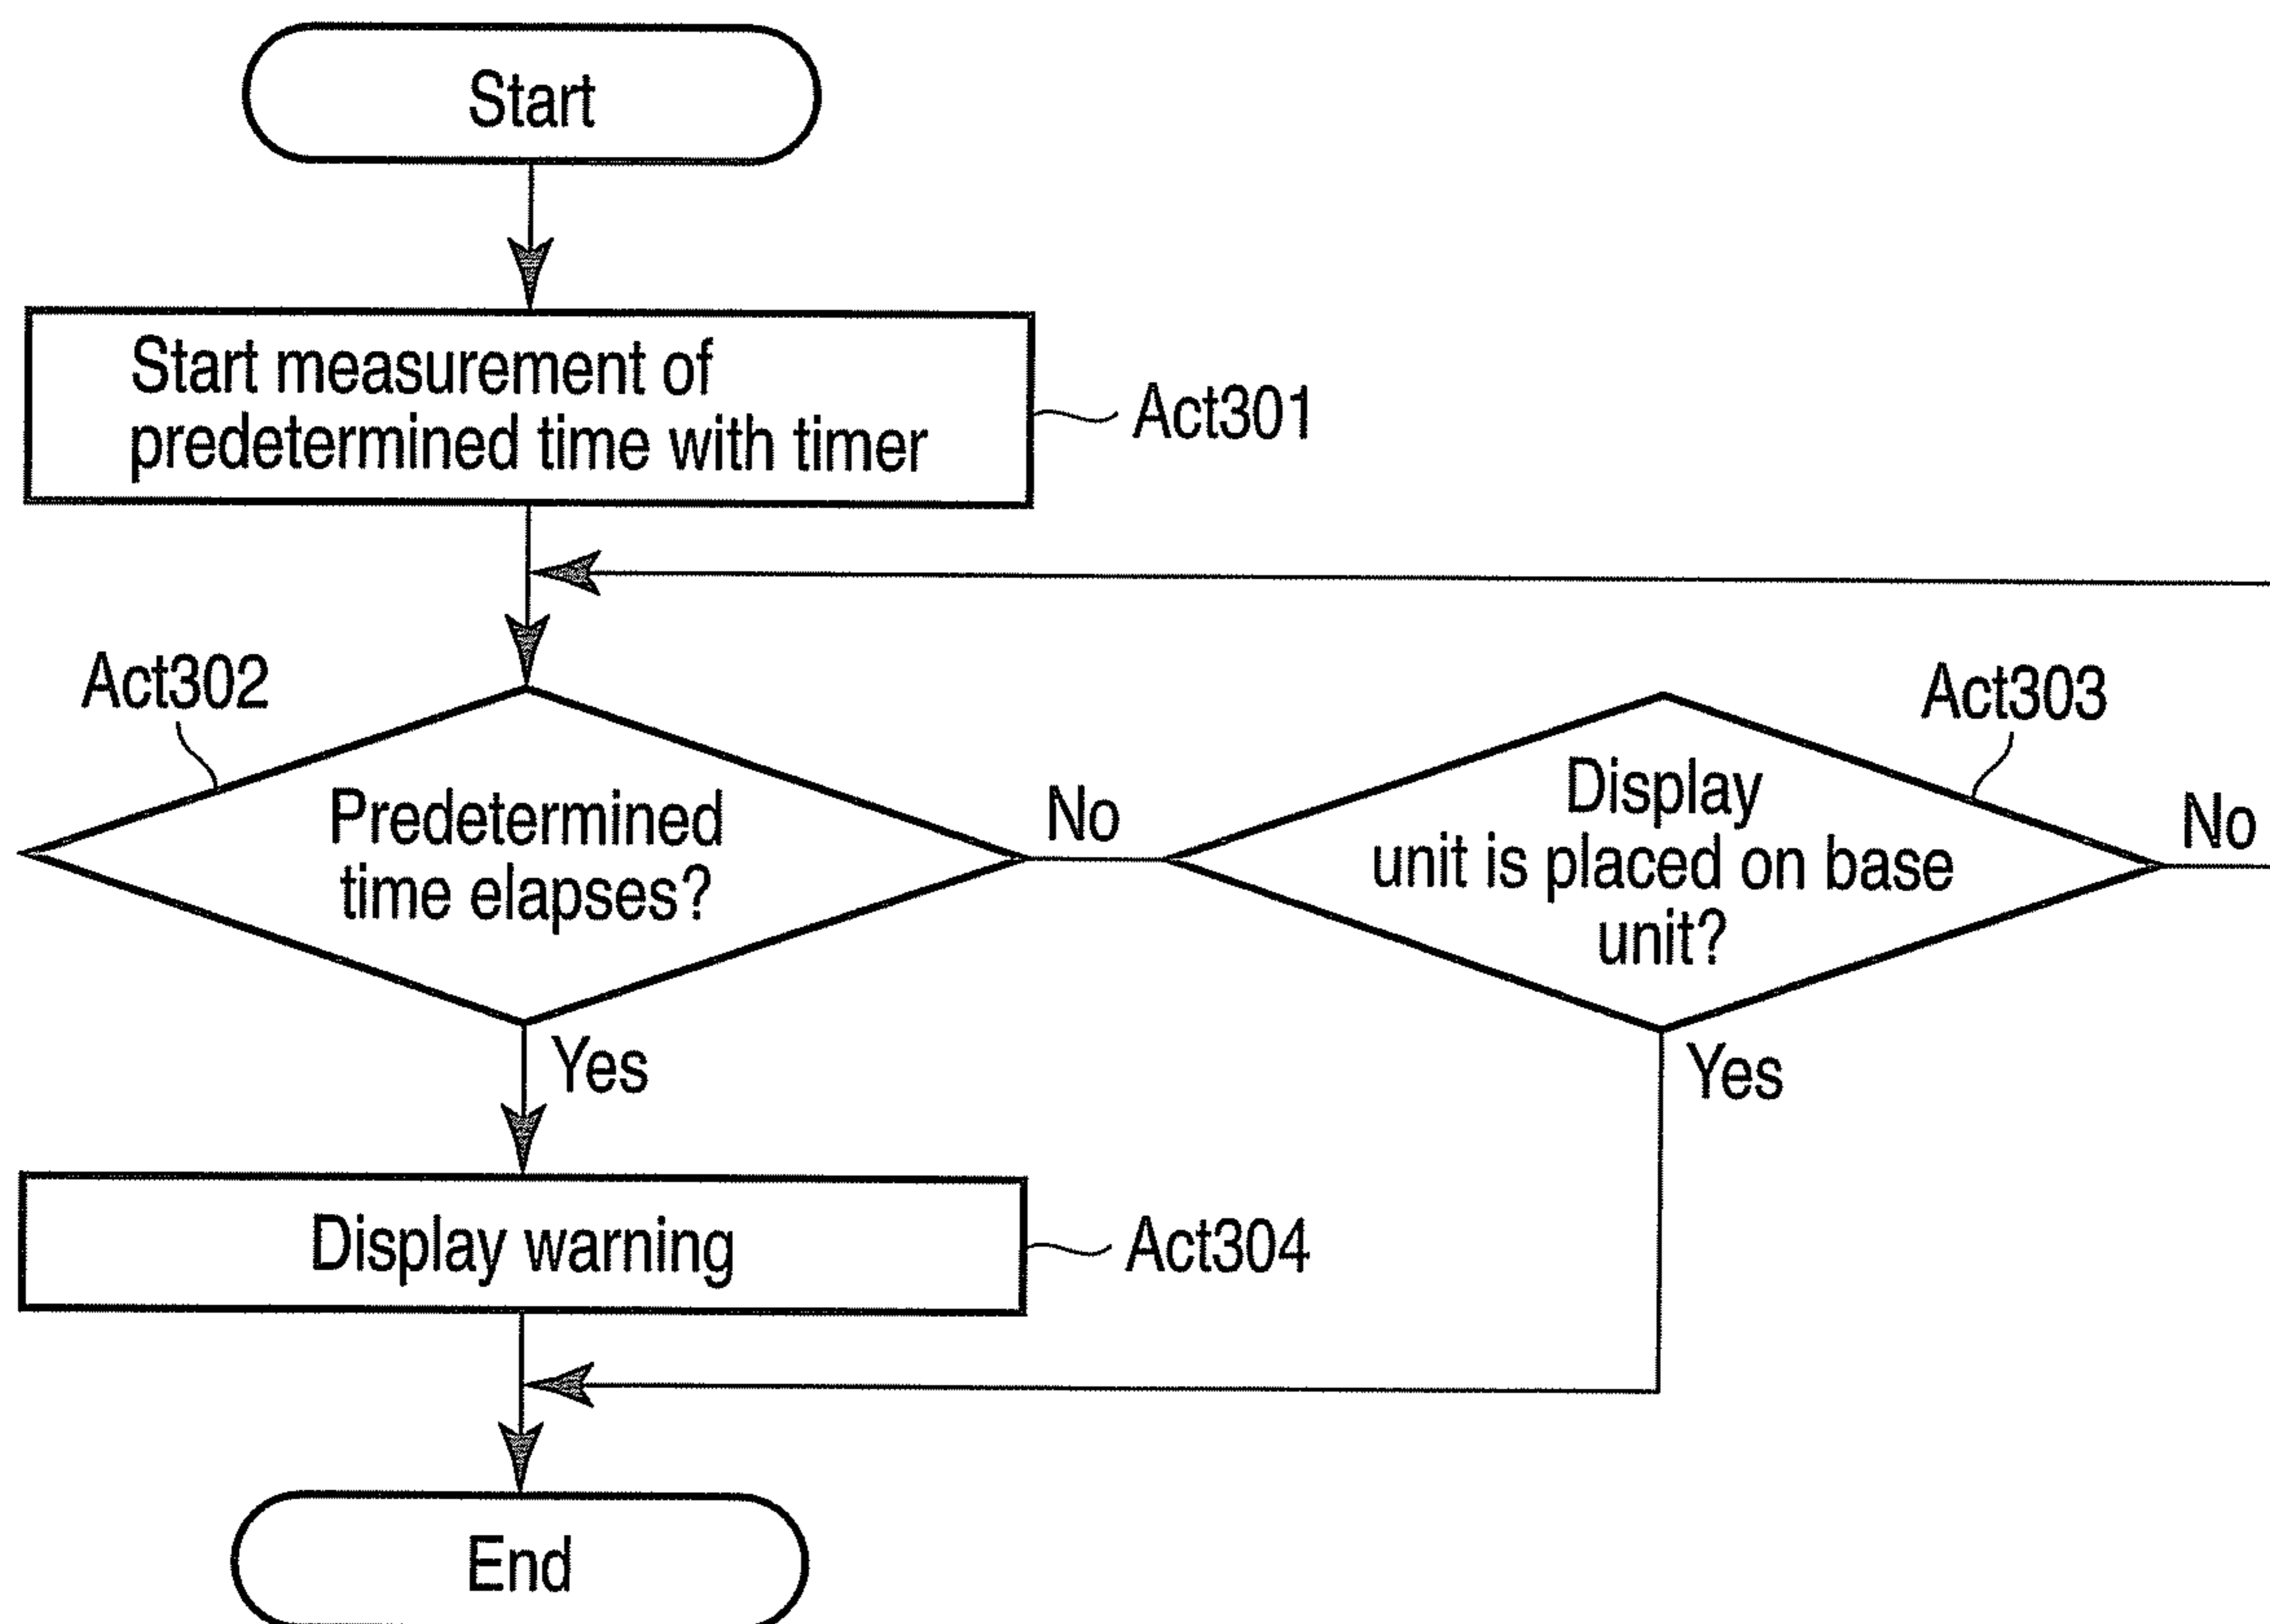 Start
Start measurement of
predetermined time with timer
Act301
Act302
Predetermined
time elapses?
No
Act303
Display
unit is placed on base
unit?
No
Yes
Yes
Display warning
Act304
End